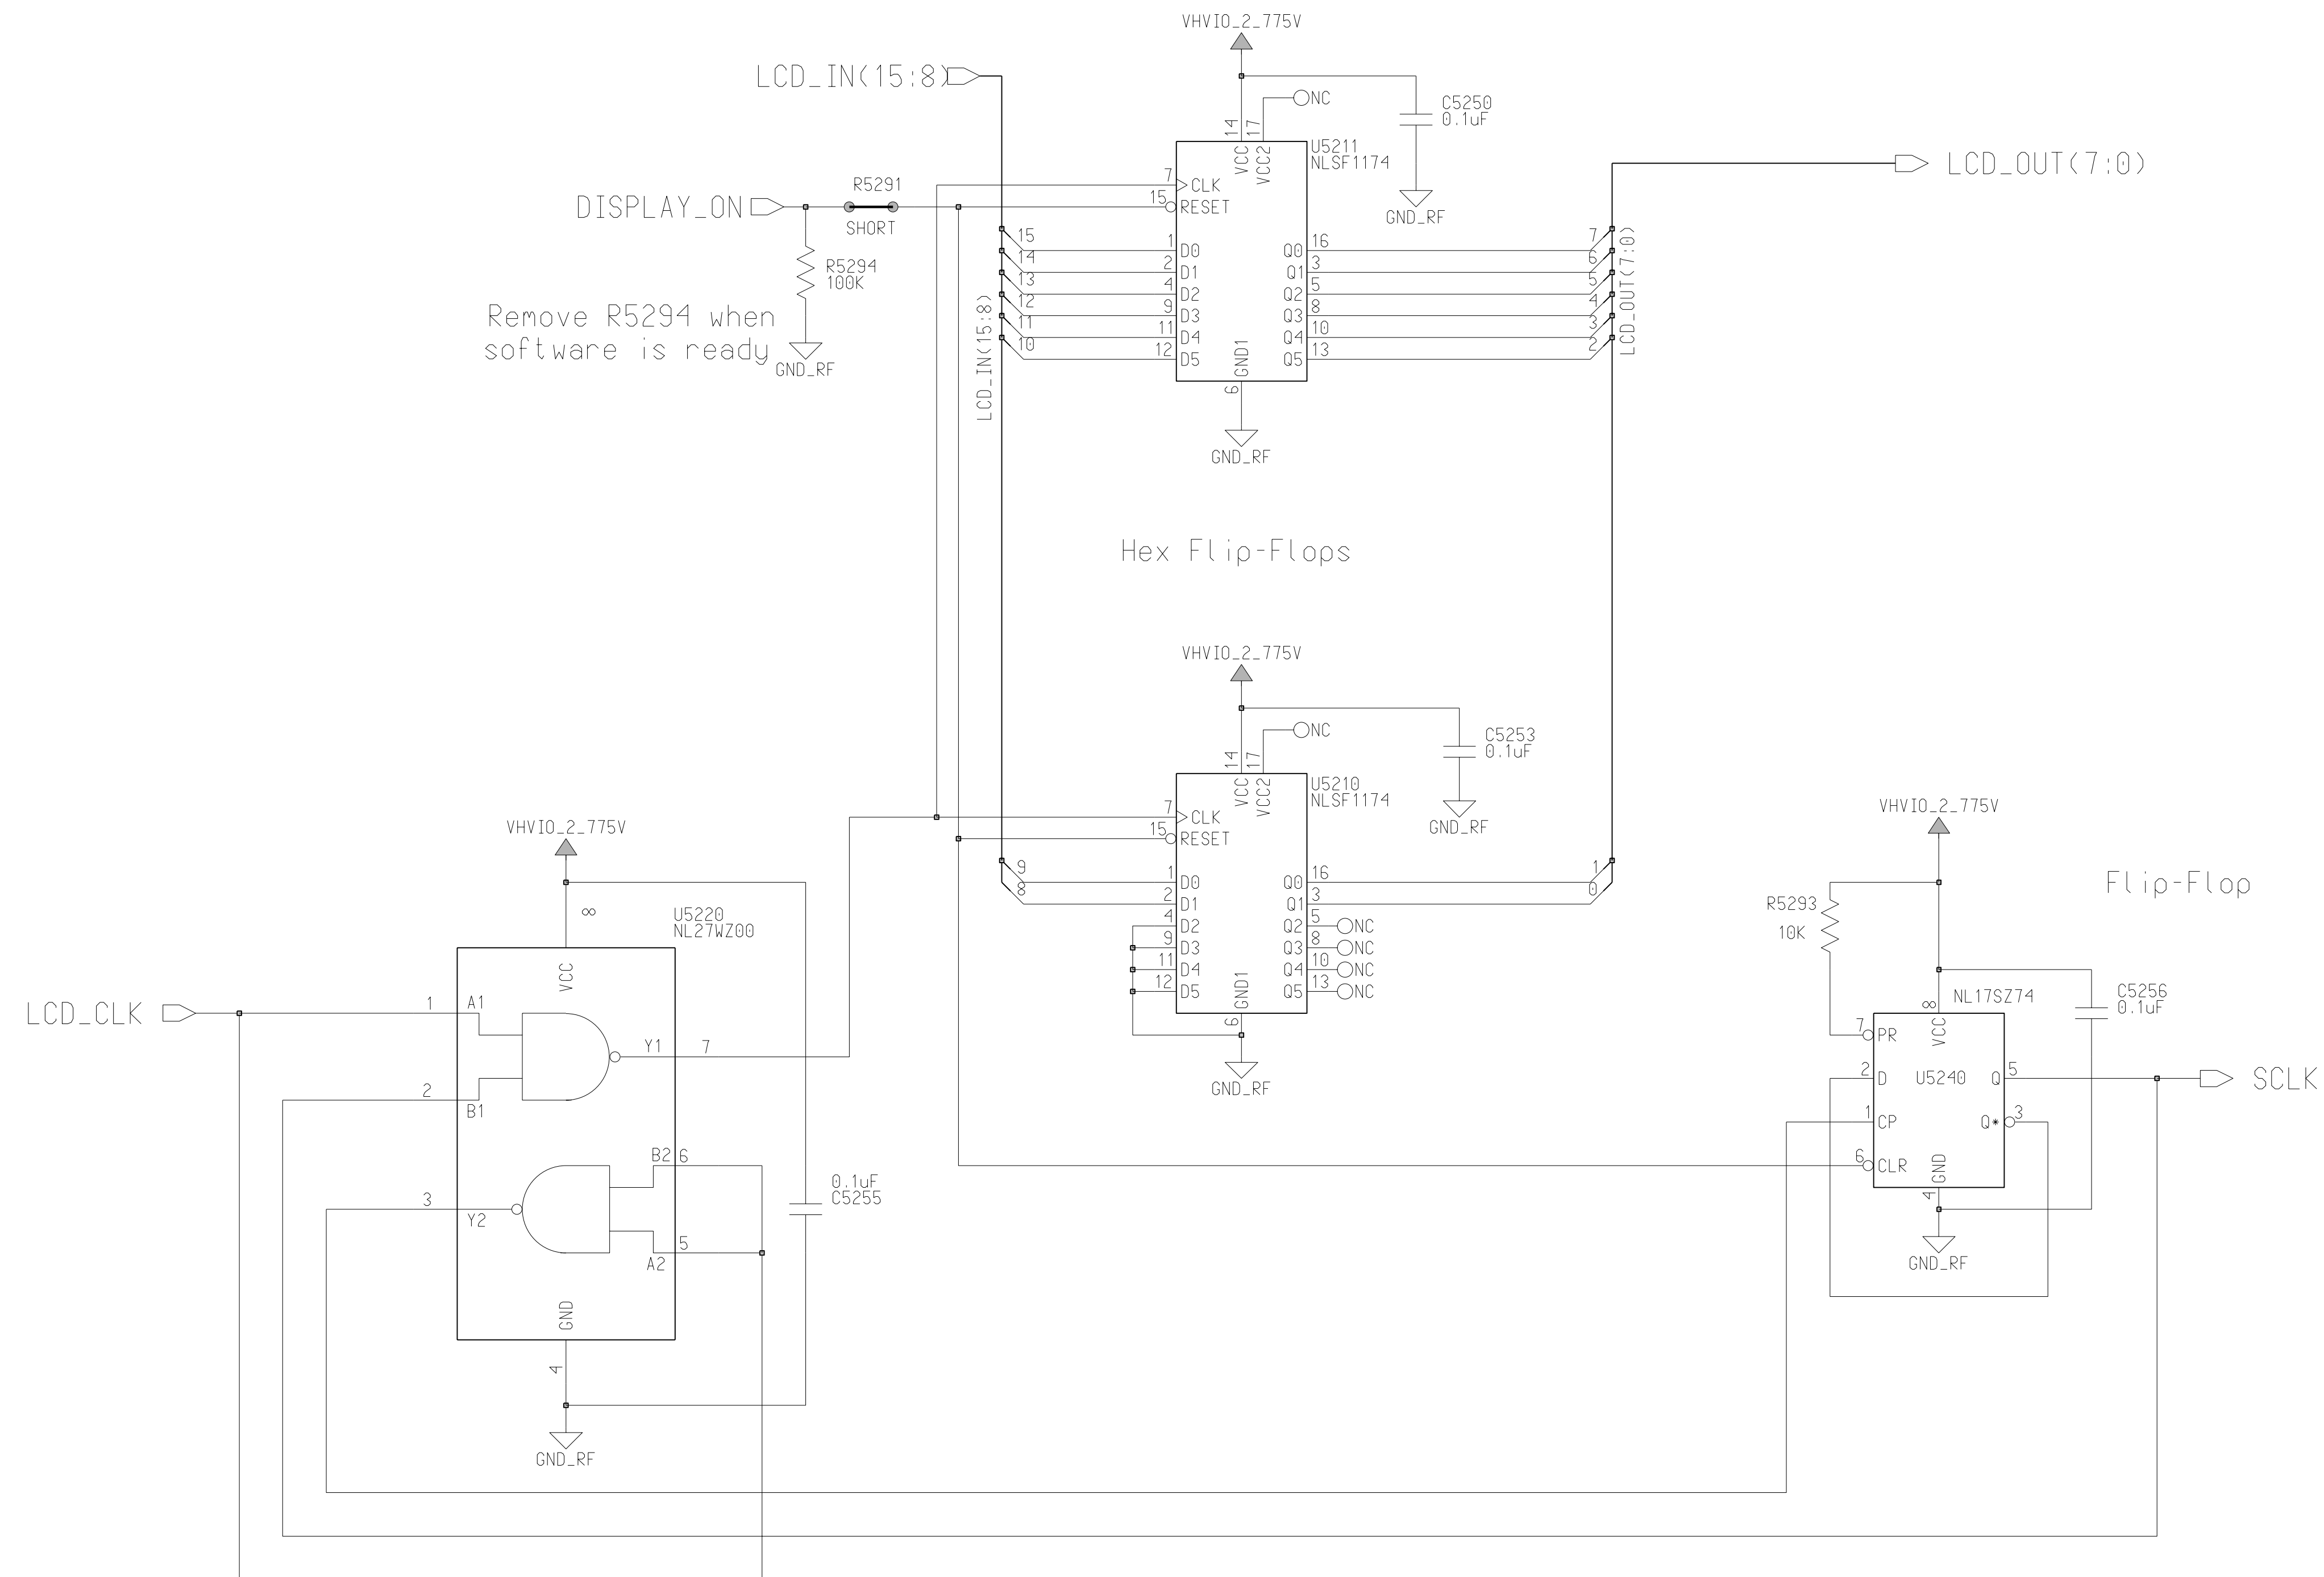 VHVIO_2_775V
LCD_IN(15:8)
NC
C5250
0.1uF
14
17
U5211
NLSF1174
VCC
VCC2
LCD_OUT(7:0)
R5291
7
CLK
DISPLAY_ON
15
RESET
GND_RF
SHORT
15
1
D0
Q0
16
7
14
2
D1
Q1
3
6
R5294
100K
13
4
D2
Q2
5
5
12
9
D3
Q3
8
4
11
11
D4
Q4
10
3
10
12
D5
Q5
13
2
LCD_IN(15:8)
LCD_OUT(7:0)
GND1
Remove R5294 when
software is ready
GND_RF
6
GND_RF
Hex Flip-Flops
VHVIO_2_775V
NC
C5253
0.1uF
14
17
U5210
NLSF1174
VCC
VCC2
7
CLK
15
RESET
GND_RF
9
1
D0
Q0
16
1
8
2
D1
Q1
3
0
4
D2
Q2
5
NC
9
D3
Q3
8
NC
11
D4
Q4
10
NC
12
D5
Q5
13
NC
GND1
6
GND_RF
VHVIO_2_775V
8
U5220
NL27WZ00
VCC
LCD_CLK
1
A1
Y1
7
2
B1
B2
6
3
Y2
5
A2
0.1uF
C5255
GND
4
GND_RF
VHVIO_2_775V
Flip-Flop
R5293
10K
8
NL17SZ74
C5256
0.1uF
7
PR
VCC
2
D
U5240
Q
5
SCLK
1
CP
Q*
3
6
CLR
GND
4
GND_RF